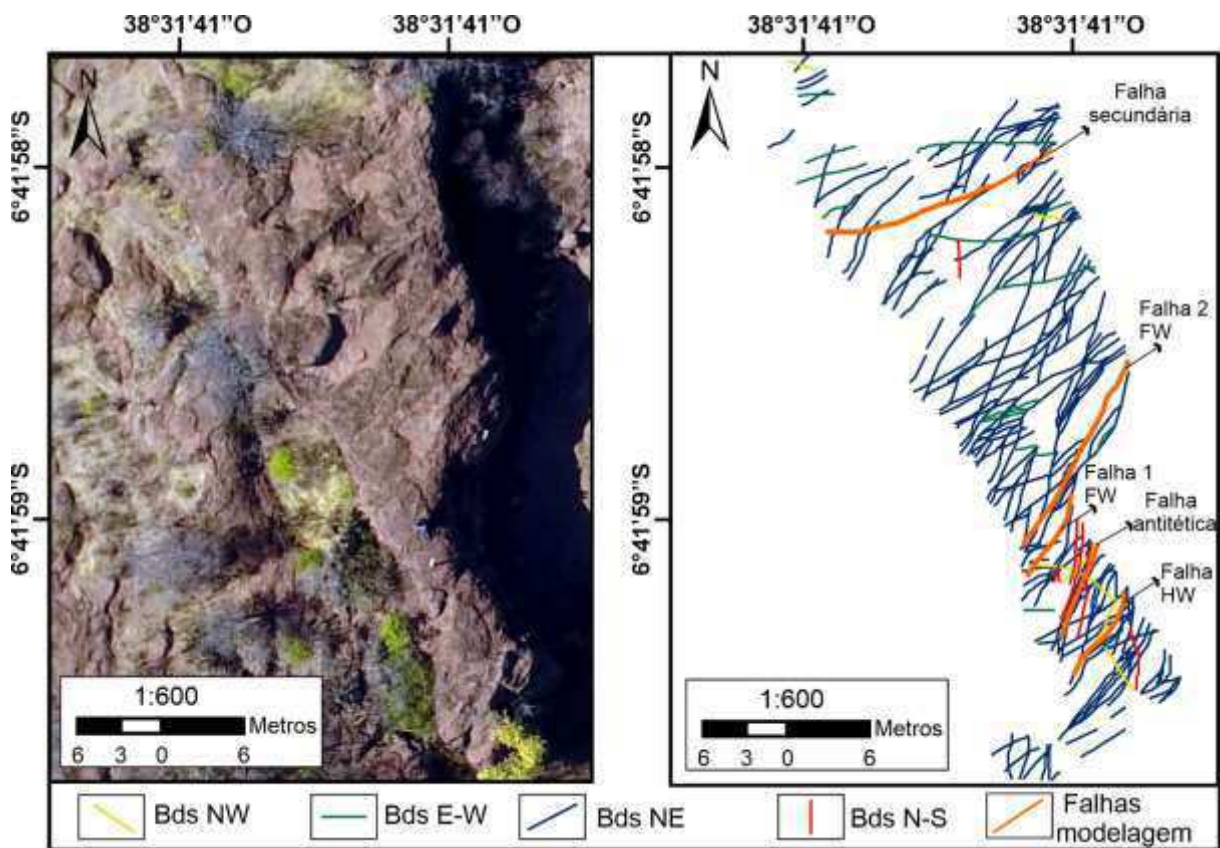 38°31'41"O
38°31'41"O
38°31'41"O
38°31'41"O
6°41'58"S
6°41'59"S
N
1:600
6 3 0 6 Metros
6°41'58"S
6°41'59"S
N
Falha
secundária
Falha 2
FW
Falha 1
FW
Falha
antitética
Falha
HW
1:600
6 3 0 6 Metros
Bds NW
Bds E-W
Bds NE
Bds N-S
Falhas
modelagem